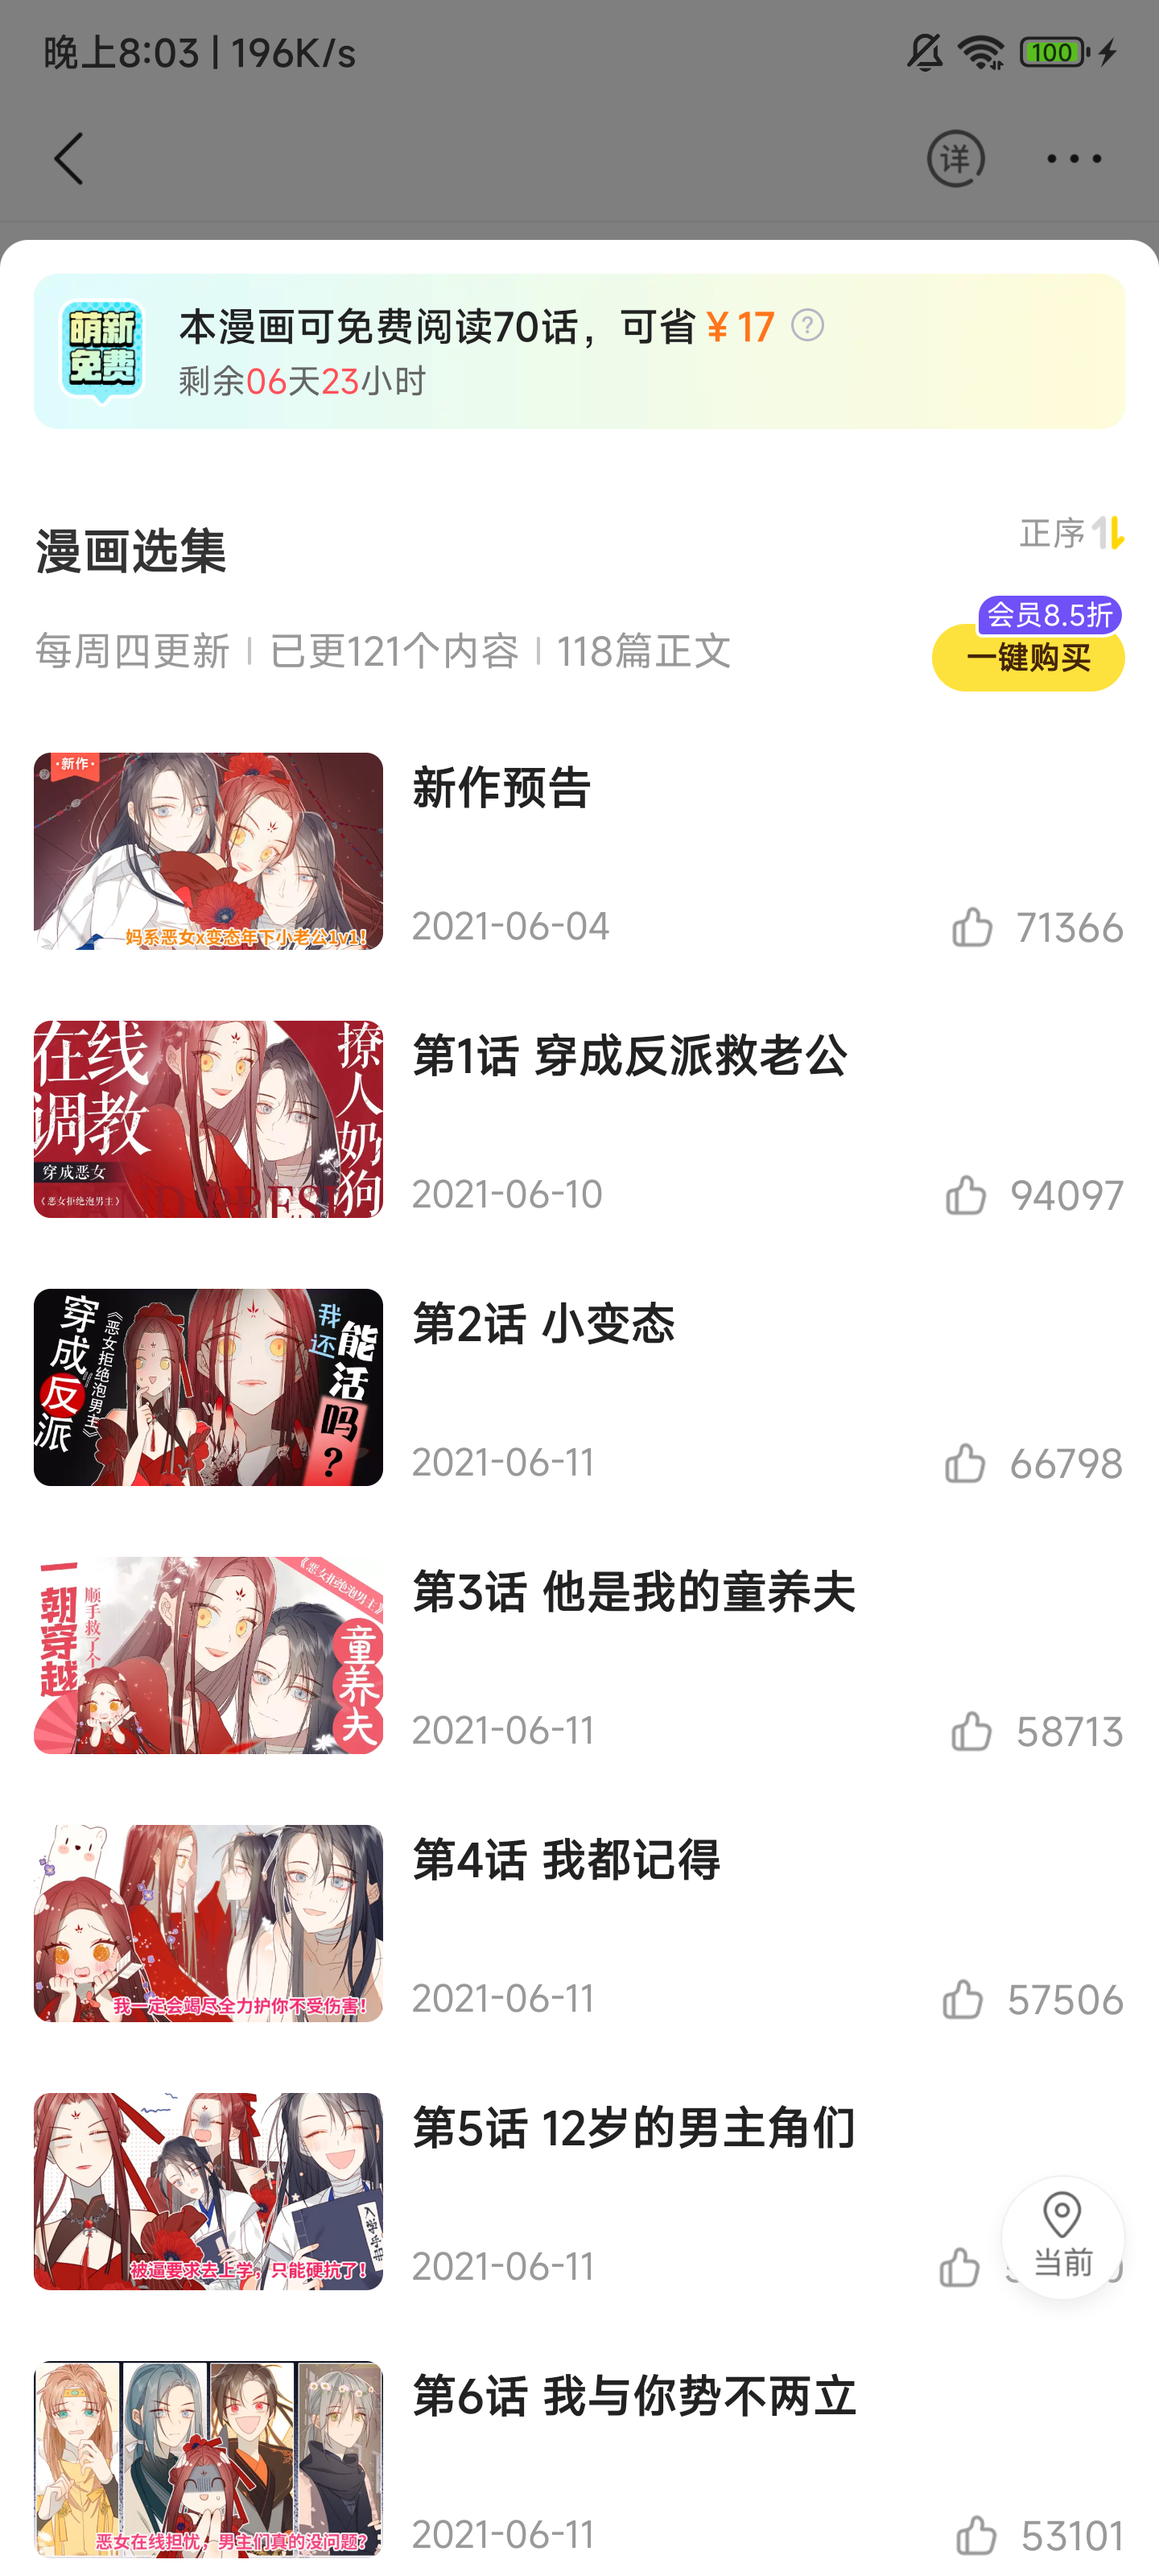 晚上8:03 | 196K/s
100
详
萌新
免费
本漫画可免费阅读70话，可省￥17 ?
剩余06天23小时
漫画选集
正序
每周四更新 | 已更121个内容 | 118篇正文
会员8.5折
一键购买
·新作·
妈系恶女x变态年下小老公1v1！
新作预告
2021-06-04
71366
在线
调教
撩人奶狗
穿成恶女
《恶女拒绝泡男主》
第1话 穿成反派救老公
2021-06-10
94097
穿成反派
《恶女拒绝泡男主》
我还能活吗？
第2话 小变态
2021-06-11
66798
一朝穿越
顺手救了个
《恶女拒绝泡男主》
童养夫
第3话 他是我的童养夫
2021-06-11
58713
我一定会竭尽全力护你不受伤害！
第4话 我都记得
2021-06-11
57506
入学手册
被逼要求去上学，只能硬抗了！
第5话 12岁的男主角们
2021-06-11
当前
恶女在线担忧，男主们真的没问题？
第6话 我与你势不两立
2021-06-11
53101